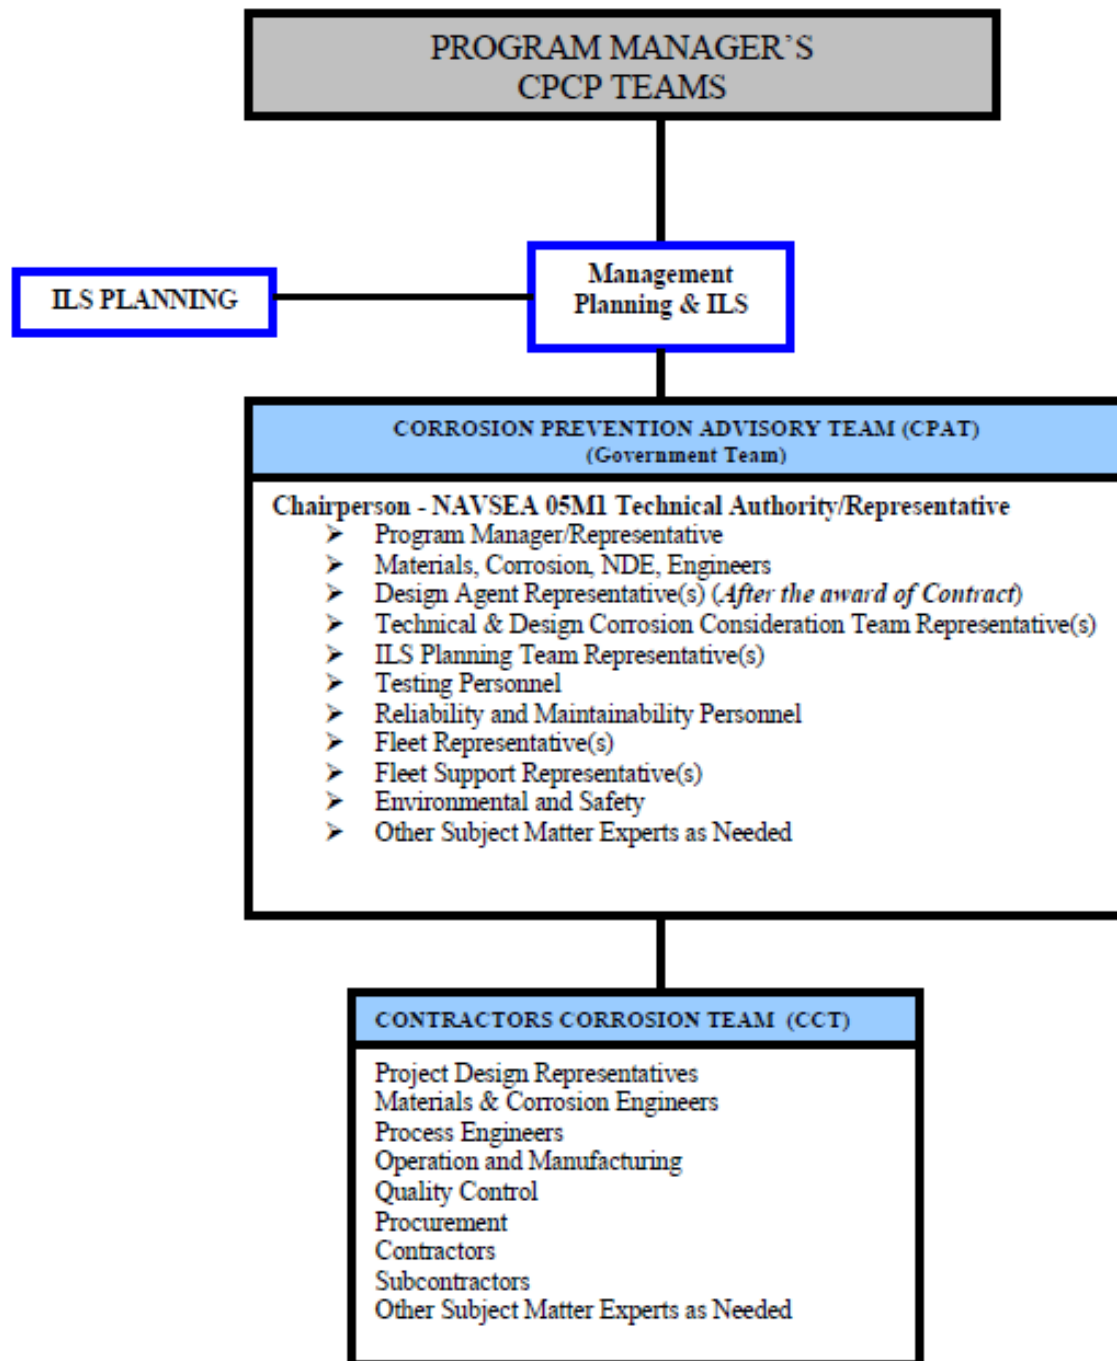 PROGRAM MANAGER`S
CPCP TEAMS
ILS PLANNING
Management
Planning & ILS
CORROSION PREVENTION ADVISORY TEAM (CPAT)
(Government Team)
Chairperson - NAVSEA 05M1 Technical Authority/Representative
➢ Program Manager/Representative
➢ Materials, Corrosion, NDE, Engineers
➢ Design Agent Representative(s) (After the award of Contract)
➢ Technical & Design Corrosion Consideration Team Representative(s)
➢ ILS Planning Team Representative(s)
➢ Testing Personnel
➢ Reliability and Maintainability Personnel
➢ Fleet Representative(s)
➢ Fleet Support Representative(s)
➢ Environmental and Safety
➢ Other Subject Matter Experts as Needed
CONTRACTORS CORROSION TEAM (CCT)
Project Design Representatives
Materials & Corrosion Engineers
Process Engineers
Operation and Manufacturing
Quality Control
Procurement
Contractors
Subcontractors
Other Subject Matter Experts as Needed